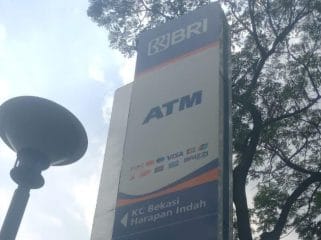 BRI
ATM
VISA
KC Bekasi
Harapan Indah